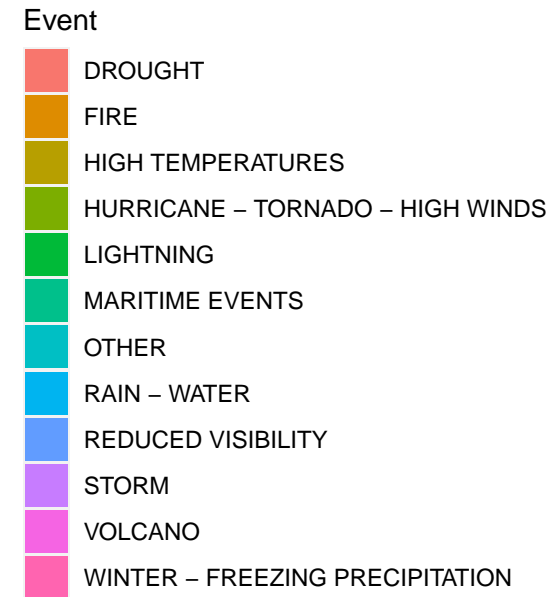 Event
DROUGHT
FIRE
HIGH TEMPERATURES
HURRICANE − TORNADO − HIGH WINDS
LIGHTNING
MARITIME EVENTS
OTHER
RAIN − WATER
REDUCED VISIBILITY
STORM
VOLCANO
WINTER − FREEZING PRECIPITATION